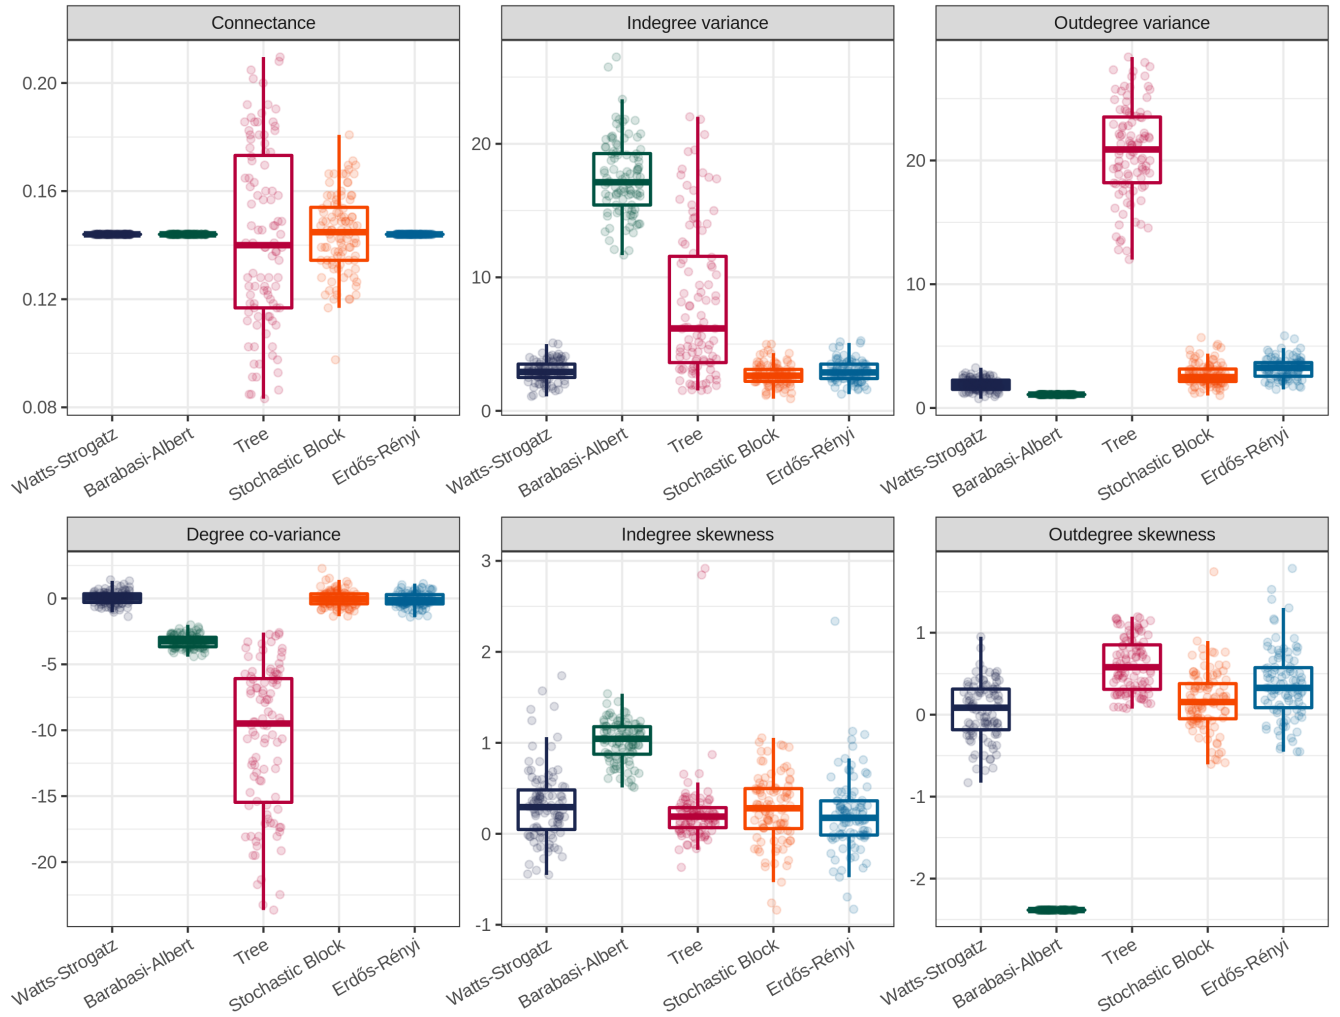 Connectance
Indegree variance
Outdegree variance
0.20
0.16
0.12
0.08
20
10
0
20
10
0
Watts-Strogatz
Barabasi-Albert
Tree
Stochastic Block
Erdős-Rényi
Watts-Strogatz
Barabasi-Albert
Tree
Stochastic Block
Erdős-Rényi
Watts-Strogatz
Barabasi-Albert
Tree
Stochastic Block
Erdős-Rényi
Degree co-variance
Indegree skewness
Outdegree skewness
0
-5
-10
-15
-20
3
2
1
0
-1
1
0
-1
-2
Watts-Strogatz
Barabasi-Albert
Tree
Stochastic Block
Erdős-Rényi
Watts-Strogatz
Barabasi-Albert
Tree
Stochastic Block
Erdős-Rényi
Watts-Strogatz
Barabasi-Albert
Tree
Stochastic Block
Erdős-Rényi